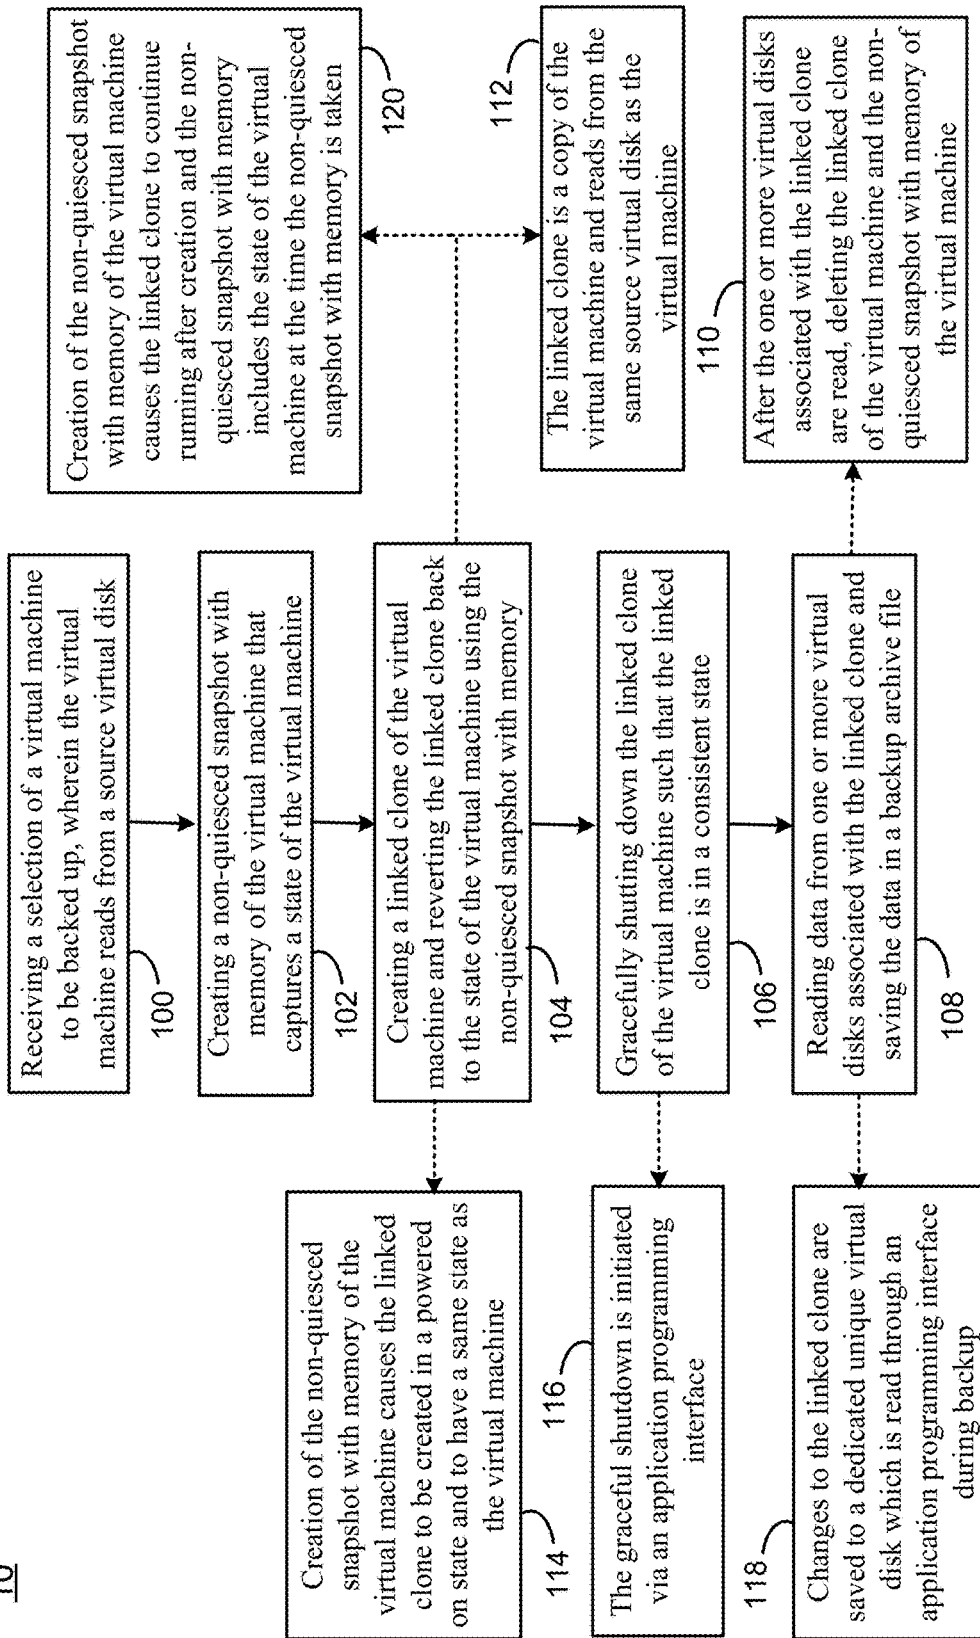 10
Receiving a selection of a virtual machine
to be backed up, wherein the virtual
machine reads from a source virtual disk
100
Creating a non-quiesced snapshot with
memory of the virtual machine that
captures a state of the virtual machine
102
Creating a linked clone of the virtual
machine and reverting the linked clone back
to the state of the virtual machine using the
non-quiesced snapshot with memory
104
Gracefully shutting down the linked clone
of the virtual machine such that the linked
clone is in a consistent state
106
Reading data from one or more virtual
disks associated with the linked clone and
saving the data in a backup archive file
108
Creation of the non-quiesced snapshot
with memory of the virtual machine
causes the linked clone to continue
running after creation and the non-
quiesced snapshot with memory
includes the state of the virtual
machine at the time the non-quiesced
snapshot with memory is taken
120
The linked clone is a copy of the
virtual machine and reads from the
same source virtual disk as the
virtual machine
112
After the one or more virtual disks
associated with the linked clone
are read, deleting the linked clone
of the virtual machine and the non-
quiesced snapshot with memory of
the virtual machine
110
Creation of the non-quiesced
snapshot with memory of the
virtual machine causes the linked
clone to be created in a powered
on state and to have a same state as
the virtual machine
114
The graceful shutdown is initiated
via an application programming
interface
116
Changes to the linked clone are
saved to a dedicated unique virtual
disk which is read through an
application programming interface
during backup
118